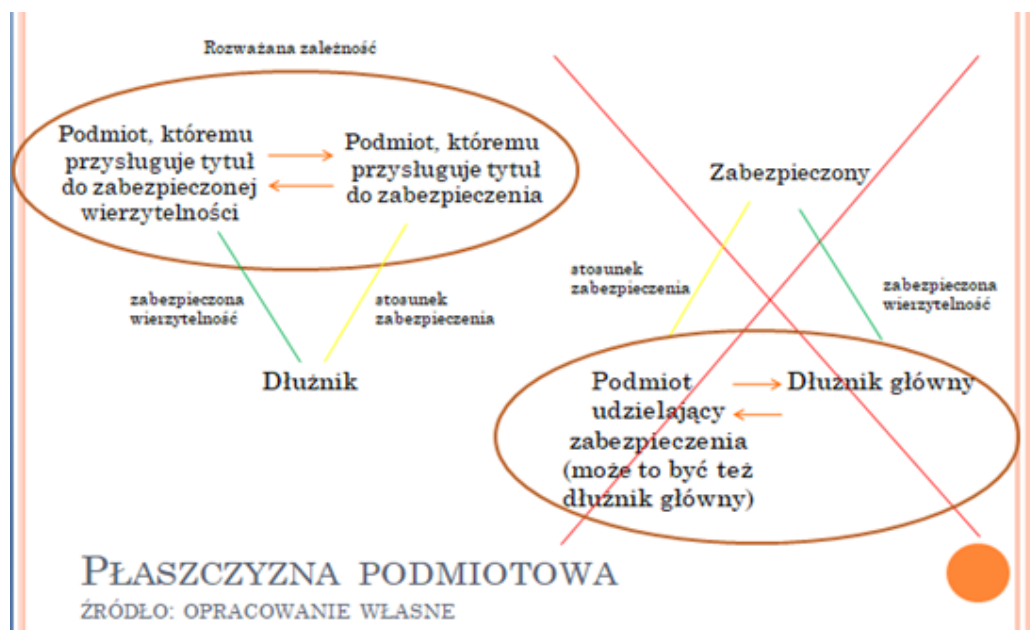 Rozważana zależność
Podmiot, któremu
przysługuje tytuł
do zabezpieczonej
wierzytelności
Podmiot, któremu
przysługuje tytuł
do zabezpieczenia
zabezpieczona
wierzytelność
stosunek
zabezpieczenia
Dłużnik
Zabezpieczony
stosunek
zabezpieczenia
zabezpieczona
wierzytelność
Podmiot
udzielający
zabezpieczenia
(może to być też
dłużnik główny)
Dłużnik główny
PŁASZCZYZNA PODMIOTOWA
ŹRÓDŁO: OPRACOWANIE WŁASNE